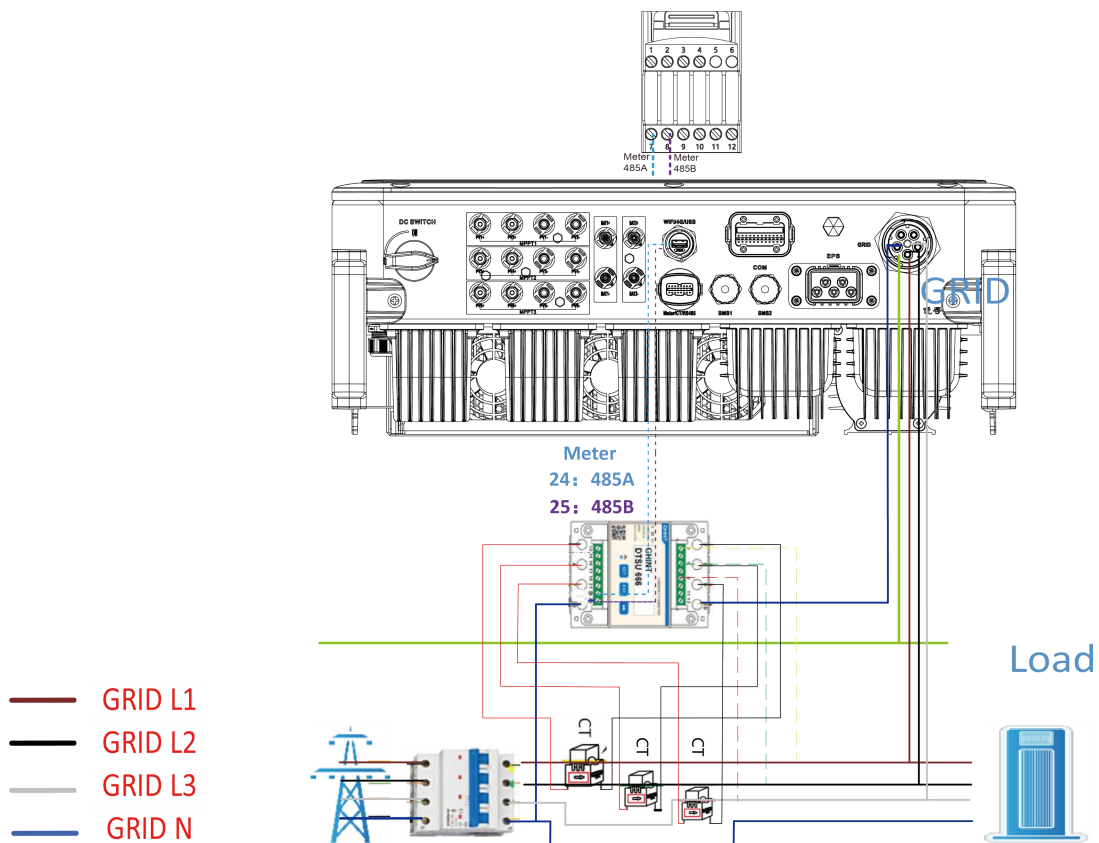 1 2 3 4 5 6
7 8 9 10 11 12
Meter
485A
Meter
485B
DC SWITCH
WIFI/4G/USB
GRID
EPS
COM
MPPT1
MPPT2
MPPT3
BMS1
BMS2
GRID
Meter
24: 485A
25: 485B
CHINT
DTSU 666
Load
GRID L1
GRID L2
GRID L3
GRID N
CT
CT
CT